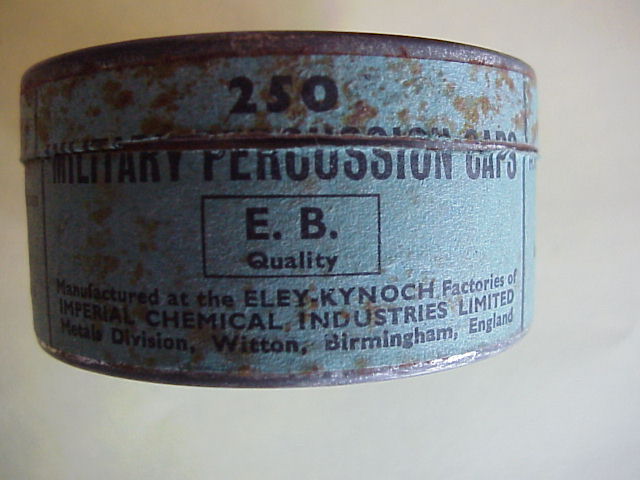 250
MILITARY PERCUSSION CAPS
E. B.
Quality
Manufactured at the ELEY-KYNOCH Factories of
IMPERIAL CHEMICAL INDUSTRIES LIMITED
Metals Division, Witton, Birmingham, England